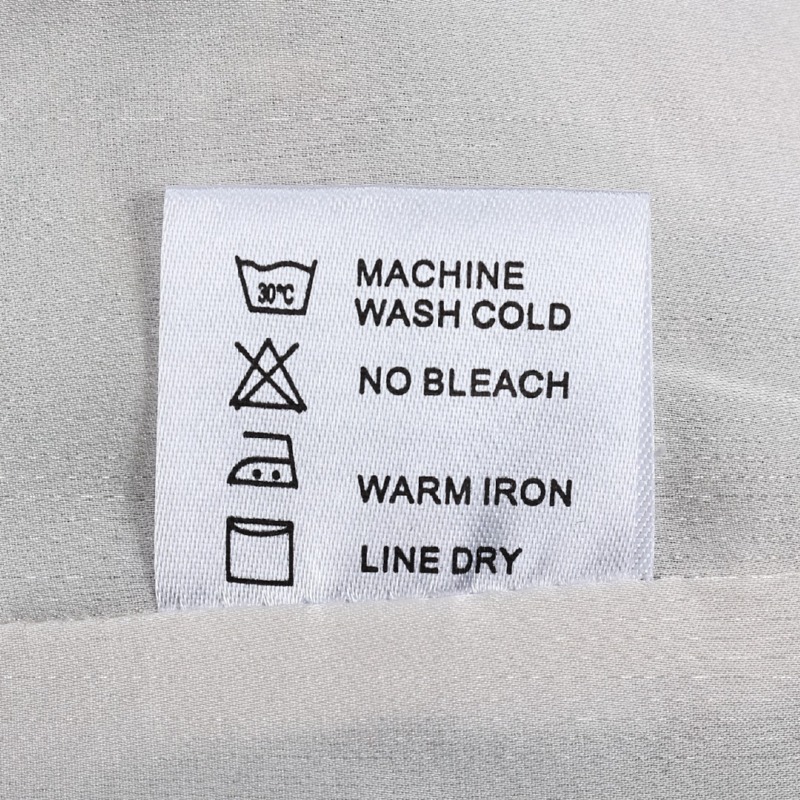 30°C
MACHINE
WASH COLD
NO BLEACH
WARM IRON
LINE DRY